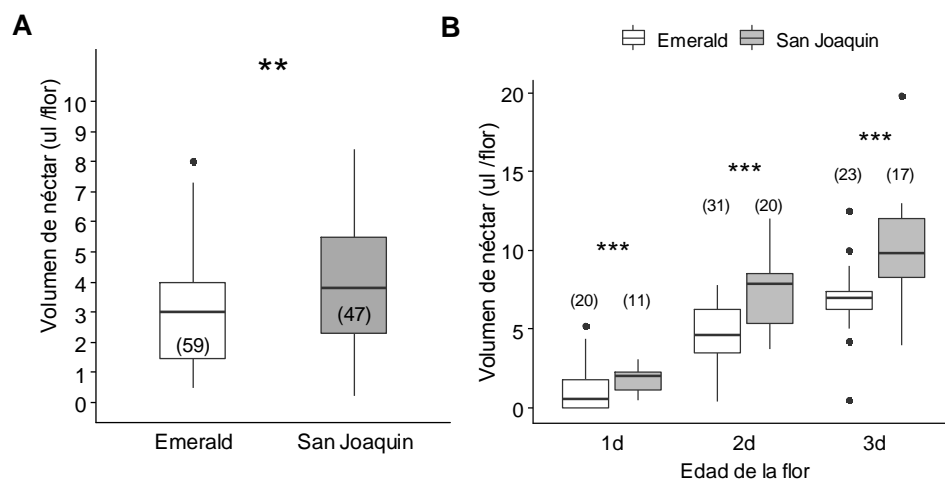 A
**
Volumen de néctar (ul /flor)
10
9
8
7
6
5
4
3
2
1
0
(59)
(47)
Emerald
San Joaquin
B
Emerald
San Joaquin
Volumen de néctar (ul /flor)
20
15
10
5
0
***
***
***
(20)
(11)
(31)
(20)
(23)
(17)
1d
2d
3d
Edad de la flor